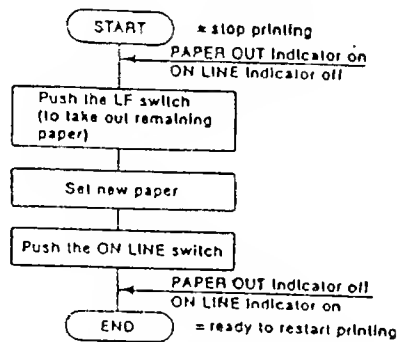 START = stop printing
PAPER OUT Indicator on
ON LINE Indicator off
Push the LF switch
(to take out remaining
paper)
Set new paper
Push the ON LINE switch
PAPER OUT Indicator off
ON LINE Indicator on
END = ready to restart printing